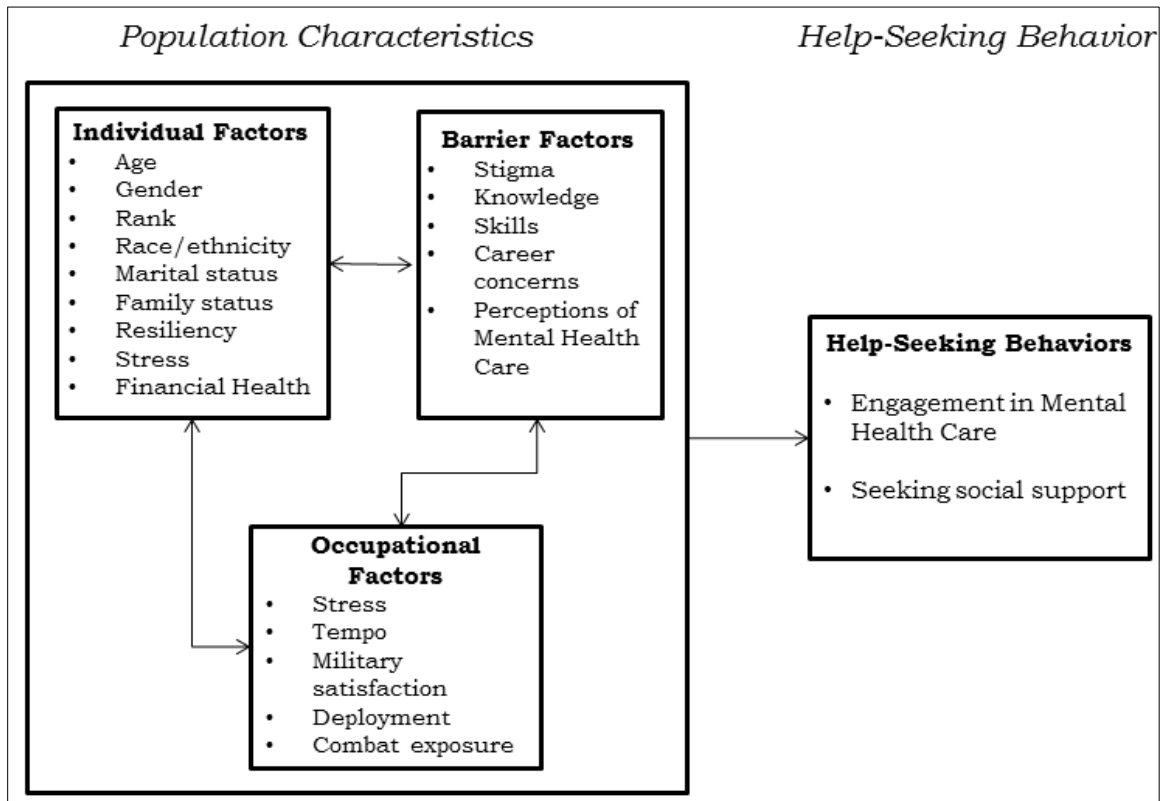 Population Characteristics
Help-Seeking Behavior
Individual Factors
• Age
• Gender
• Rank
• Race/ethnicity
• Marital status
• Family status
• Resiliency
• Stress
• Financial Health
Barrier Factors
• Stigma
• Knowledge
• Skills
• Career
concerns
• Perceptions of
Mental Health
Care
Occupational
Factors
• Stress
• Tempo
• Military
satisfaction
• Deployment
• Combat exposure
Help-Seeking Behaviors
• Engagement in Mental
Health Care
• Seeking social support